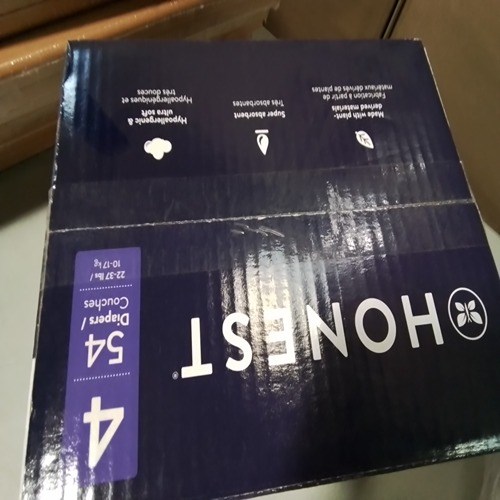 HONEST®
4
54
Diapers /
Couches
22-37 lbs /
10-17 kg
Made with plant-
derived materials
Fabrication à partir de
matériaux dérivés de plantes
Super absorbent
Très absorbantes
Hypoallergenic &
ultra soft
Hypoallergéniques et
très douces